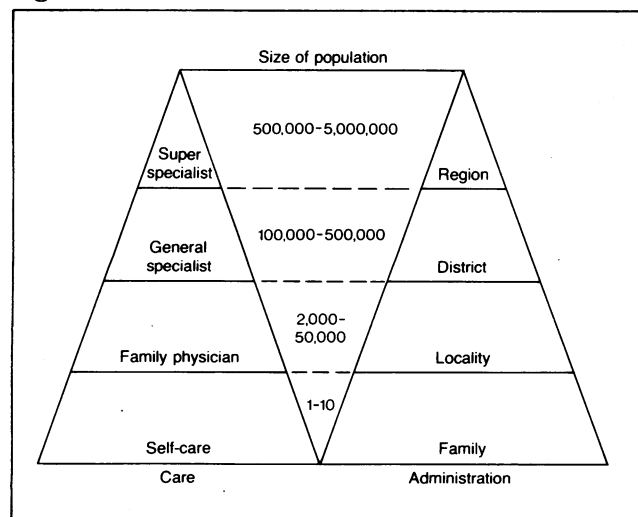 Size of population
500,000-5,000,000
Super
specialist
Region
100,000-500,000
General
specialist
District
2,000-
50,000
Family physician
Locality
1-10
Self-care
Family
Care
Administration